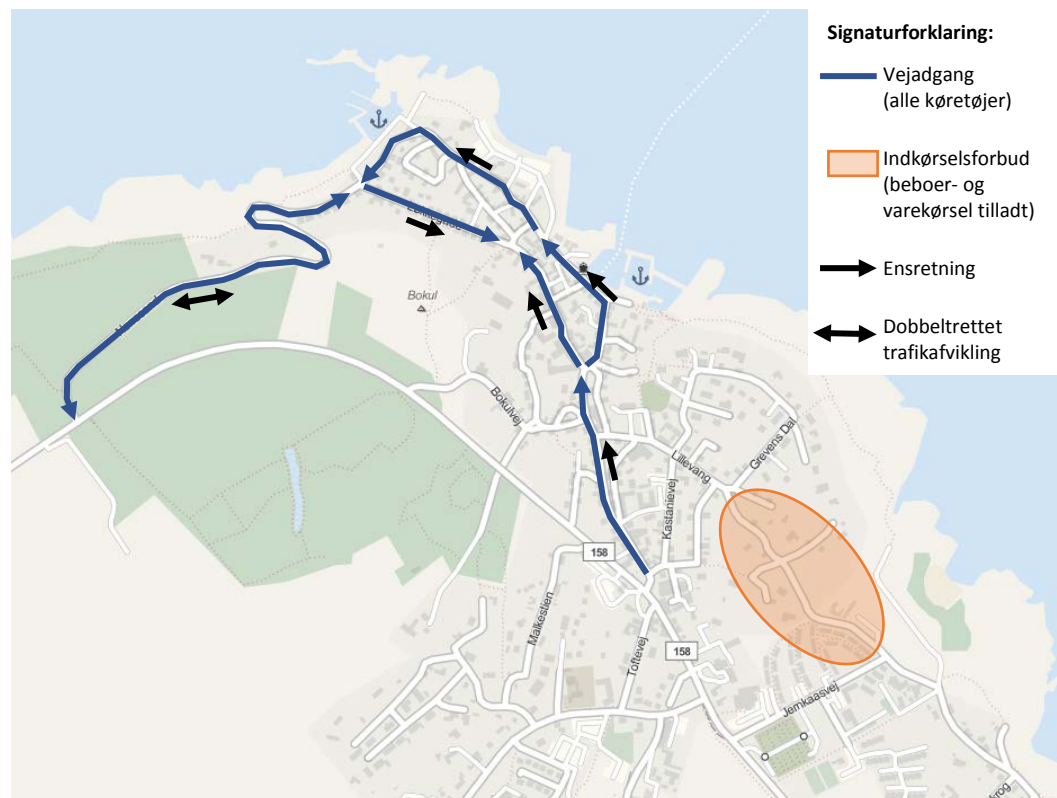 Signaturforklaring:
Vejadgang
(alle køretøjer)
Indkørselsforbud
(beboer- og
varekørsel tilladt)
Ensretning
Dobbeltrettet
trafikafvikling
Bokul
Bokulvej
Lillevang
Grevens Dal
Kastanievej
158
Malkestien
Toftevej
158
Jernkaasvej